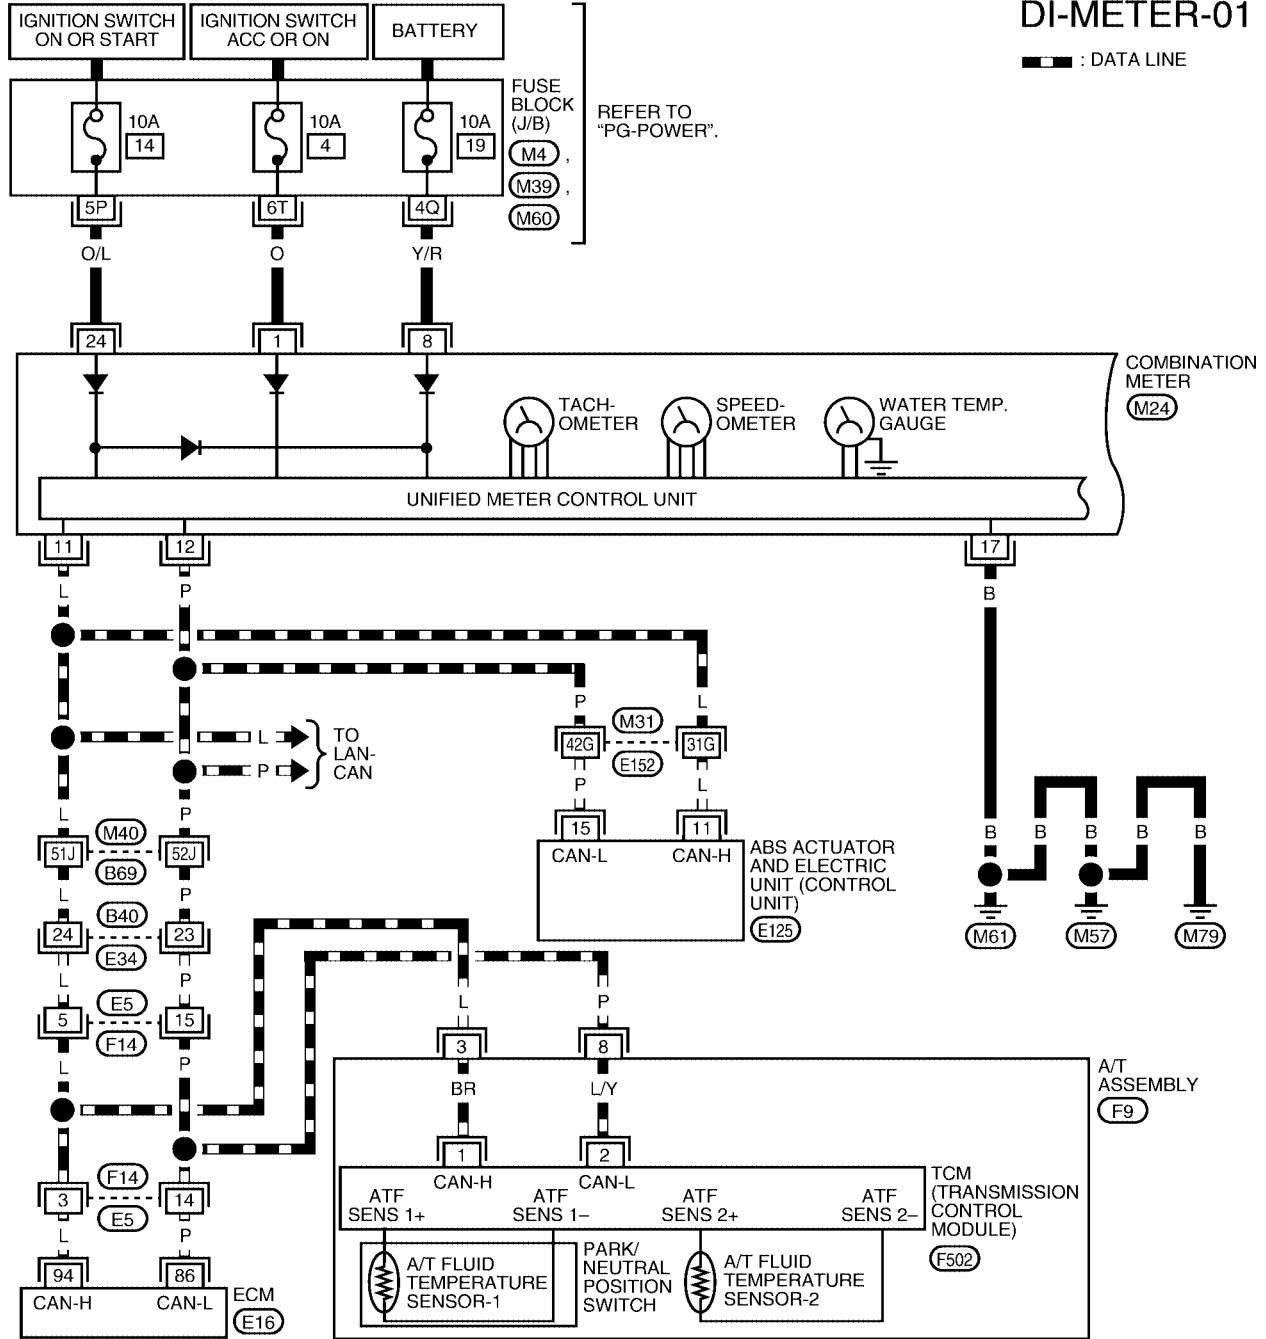 DI-METER-01
: DATA LINE
IGNITION SWITCH
ON OR START
IGNITION SWITCH
ACC OR ON
BATTERY
10A
14
10A
4
10A
19
FUSE
BLOCK
(J/B)
M4 ,
M39 ,
M60
REFER TO
“PG-POWER”.
5P
6T
4Q
O/L
O
Y/R
24
1
8
COMBINATION
METER
M24
TACH-
OMETER
SPEED-
OMETER
WATER TEMP.
GAUGE
UNIFIED METER CONTROL UNIT
11
12
17
L
P
B
P
L
M31
42G
31G
E152
P
L
15
11
CAN-L
CAN-H
ABS ACTUATOR
AND ELECTRIC
UNIT (CONTROL
UNIT)
E125
L
P
TO
LAN-
CAN
B
B
B
B
B
M61
M57
M79
L
P
M40
51J
52J
B69
L
P
B40
24
23
E34
L
P
E5
5
15
F14
L
P
L
P
3
8
BR
L/Y
1
2
A/T
ASSEMBLY
F9
CAN-H
CAN-L
ATF
SENS 1+
ATF
SENS 1–
ATF
SENS 2+
ATF
SENS 2–
TCM
(TRANSMISSION
CONTROL
MODULE)
F502
A/T FLUID
TEMPERATURE
SENSOR-1
PARK/
NEUTRAL
POSITION
SWITCH
A/T FLUID
TEMPERATURE
SENSOR-2
F14
3
14
E5
L
P
94
86
CAN-H
CAN-L
ECM
E16